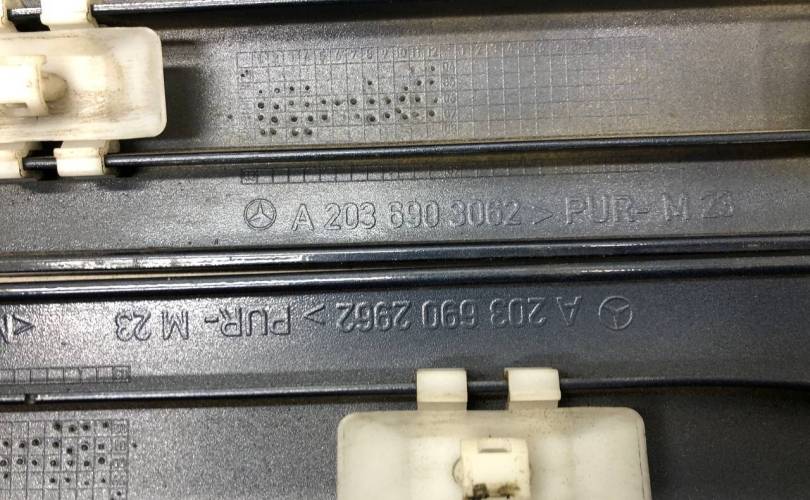 A 203 690 3062 > PUR- M 23
A 203 690 2962 > PUR- M 23